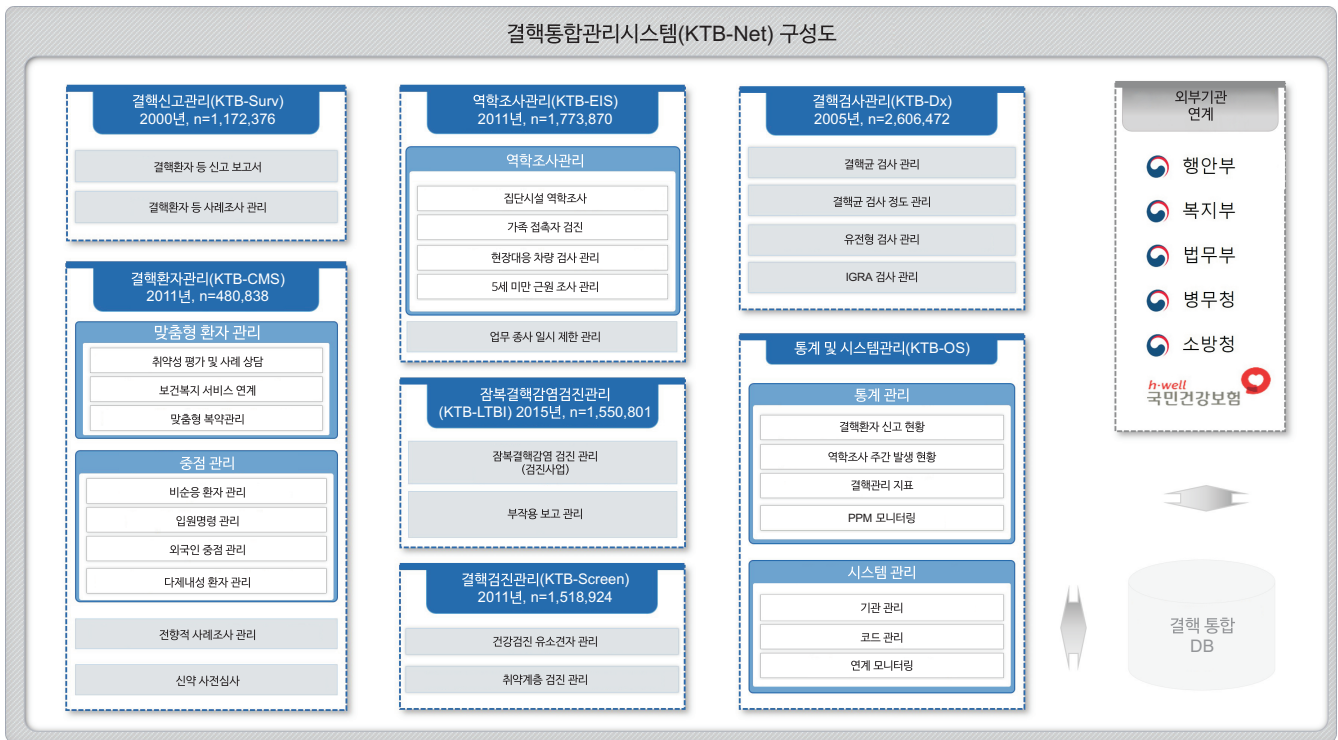 결핵통합관리시스템(KTB-Net) 구성도
결핵신고관리(KTB-Surv)
2000년, n=1,172,376
결핵환자 등 신고 보고서
결핵환자 등 사례조사 관리
결핵환자관리(KTB-CMS)
2011년, n=480,838
맞춤형 환자 관리
취약성 평가 및 사례 상담
보건복지 서비스 연계
맞춤형 복약관리
중점 관리
비순응 환자 관리
입원명령 관리
외국인 중점 관리
다제내성 환자 관리
전향적 사례조사 관리
신약 사전심사
역학조사관리(KTB-EIS)
2011년, n=1,773,870
역학조사관리
집단시설 역학조사
가족 접촉자 검진
현장대응 차량 검사 관리
5세 미만 근원 조사 관리
업무 종사 일시 제한 관리
잠복결핵감염검진관리
(KTB-LTBI) 2015년, n=1,550,801
잠복결핵감염 검진 관리
(검진사업)
부작용 보고 관리
결핵검진관리(KTB-Screen)
2011년, n=1,518,924
건강검진 유소견자 관리
취약계층 검진 관리
결핵검사관리(KTB-Dx)
2005년, n=2,606,472
결핵균 검사 관리
결핵균 검사 정도 관리
유전형 검사 관리
IGRA 검사 관리
통계 및 시스템관리(KTB-OS)
통계 관리
결핵환자 신고 현황
역학조사 주간 발생 현황
결핵관리 지표
PPM 모니터링
시스템 관리
기관 관리
코드 관리
연계 모니터링
외부기관
연계
행안부
복지부
법무부
병무청
소방청
h·well
국민건강보험
결핵 통합
DB